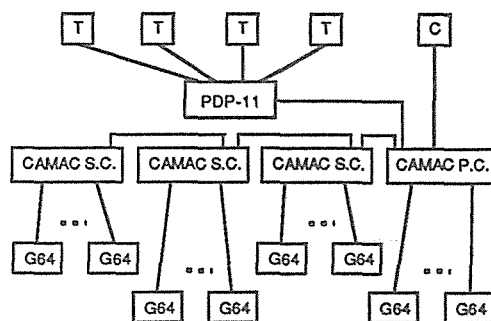 T T T T C
PDP-11
CAMAC S.C. CAMAC S.C. CAMAC S.C. CAMAC P.C.
G64 G64 G64 G64
G64 G64 G64 G64